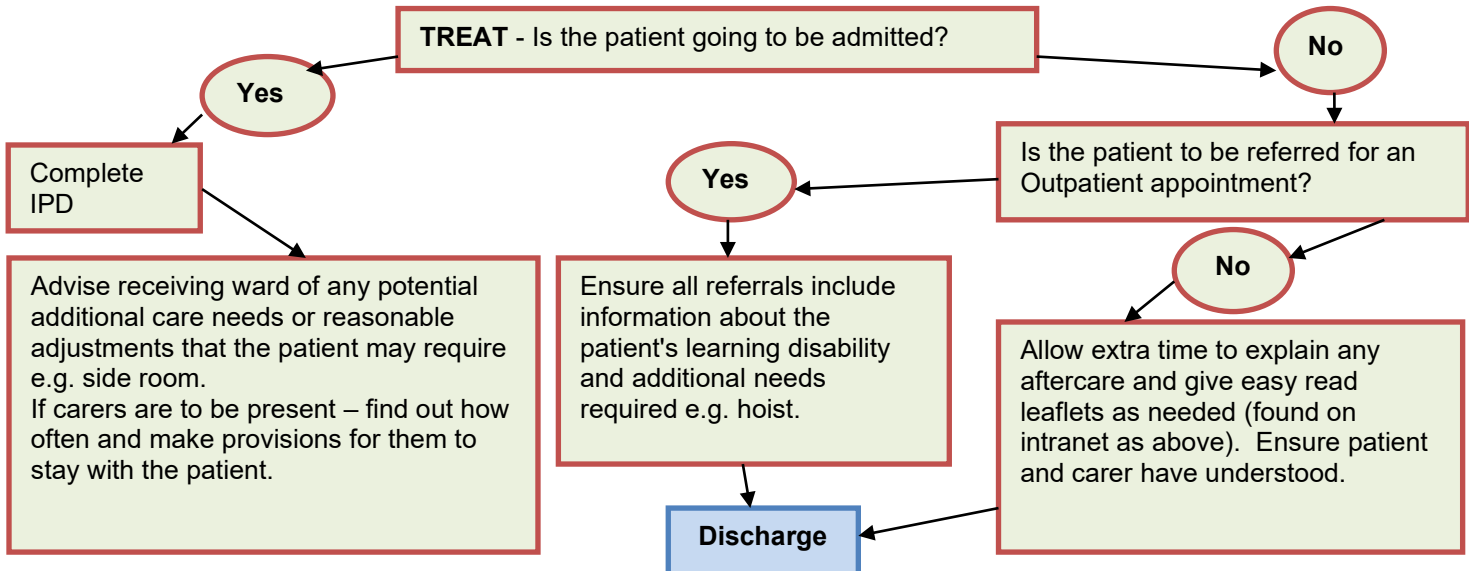 TREAT - Is the patient going to be admitted?
No
Yes
Complete
IPD
Is the patient to be referred for an
Outpatient appointment?
Yes
No
Advise receiving ward of any potential
additional care needs or reasonable
adjustments that the patient may require
e.g. side room.
If carers are to be present – find out how
often and make provisions for them to
stay with the patient.
Ensure all referrals include
information about the
patient's learning disability
and additional needs
required e.g. hoist.
Allow extra time to explain any
aftercare and give easy read
leaflets as needed (found on
intranet as above).  Ensure patient
and carer have understood.
Discharge